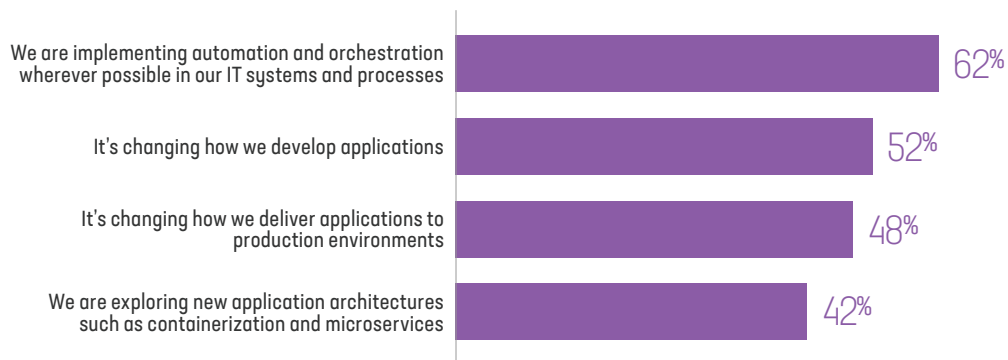 We are implementing automation and orchestration
wherever possible in our IT systems and processes
62%
It's changing how we develop applications
52%
It's changing how we deliver applications to
production environments
48%
We are exploring new application architectures
such as containerization and microservices
42%